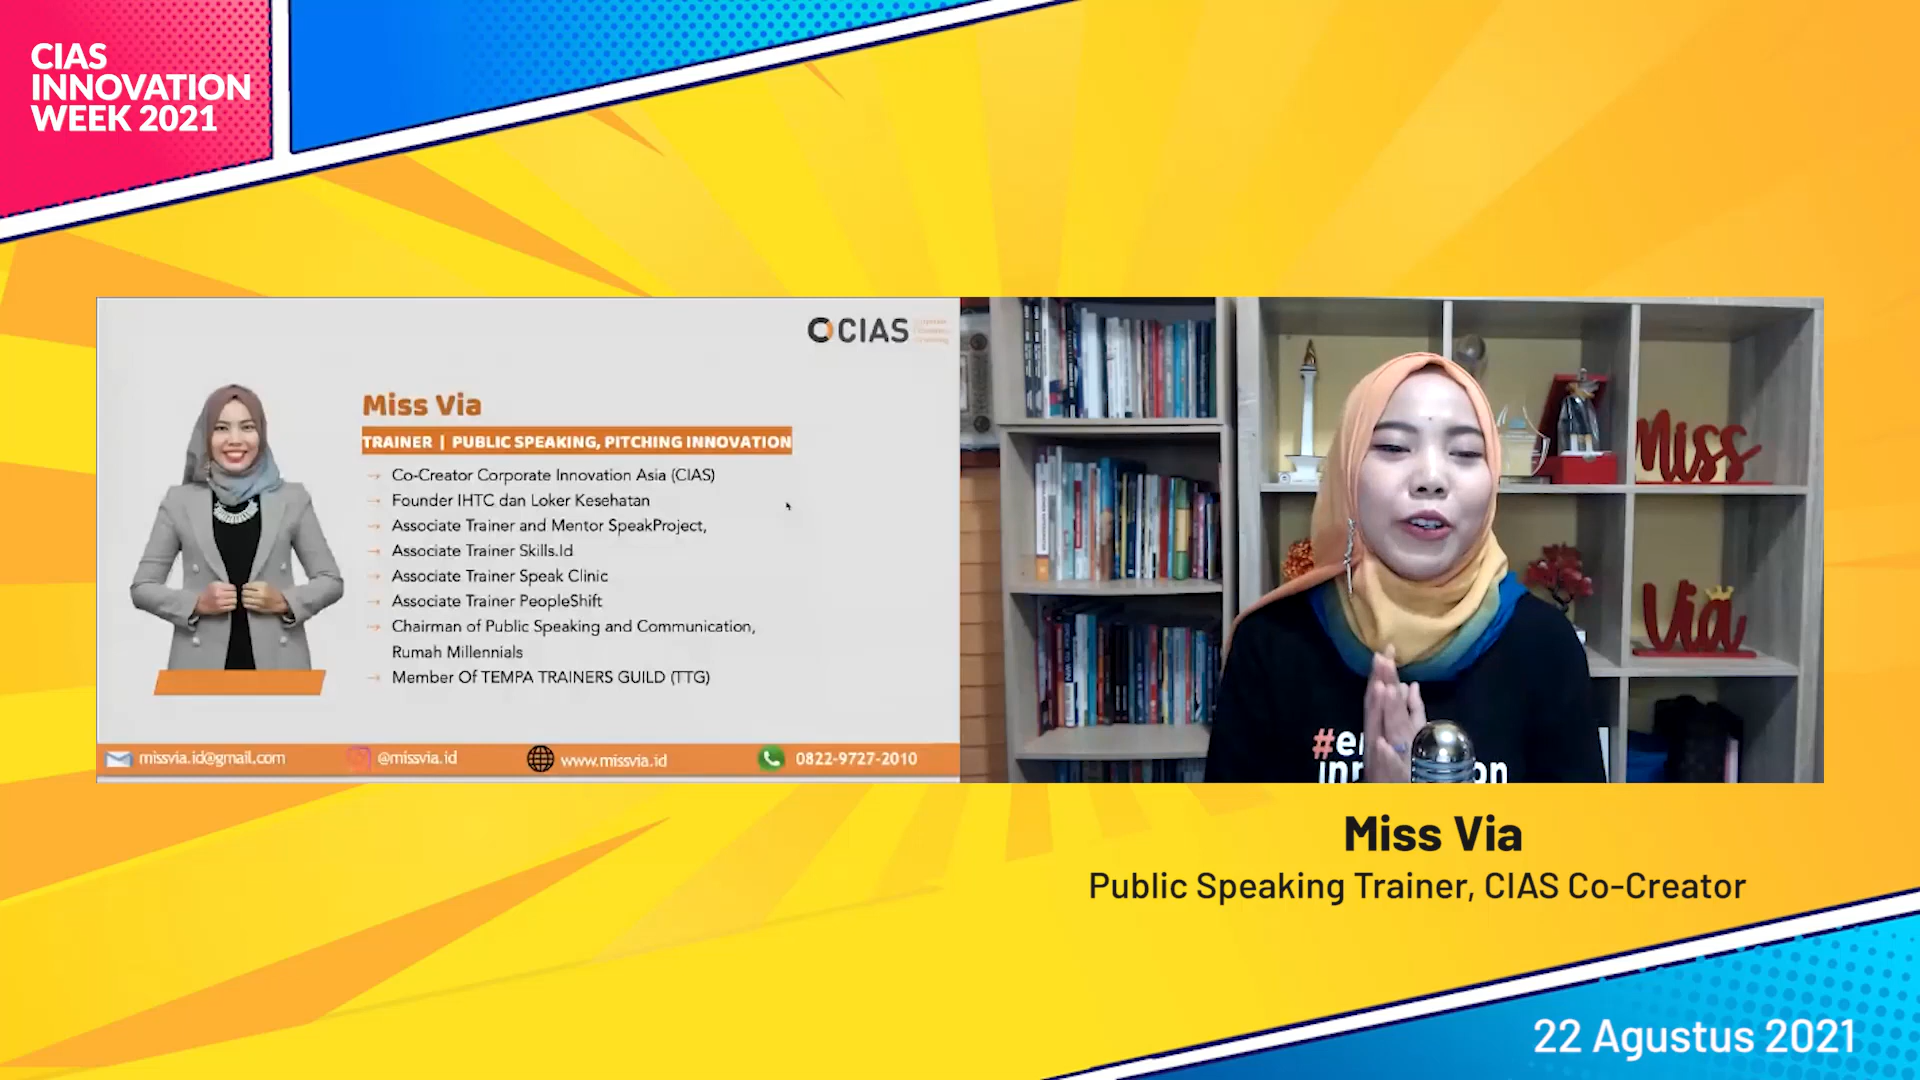 CIAS
INNOVATION
WEEK 2021
CIAS
Miss Via
TRAINER | PUBLIC SPEAKING, PITCHING INNOVATION
→ Co-Creator Corporate Innovation Asia (CIAS)
→ Founder IHTC dan Loker Kesehatan
→ Associate Trainer and Mentor SpeakProject,
→ Associate Trainer Skills.Id
→ Associate Trainer Speak Clinic
→ Associate Trainer PeopleShift
→ Chairman of Public Speaking and Communication,
Rumah Millennials
→ Member Of TEMPA TRAINERS GUILD (TTG)
missvia.id@gmail.com
@missvia.id
www.missvia.id
0822-9727-2010
Miss
Via
Miss Via
Public Speaking Trainer, CIAS Co-Creator
22 Agustus 2021